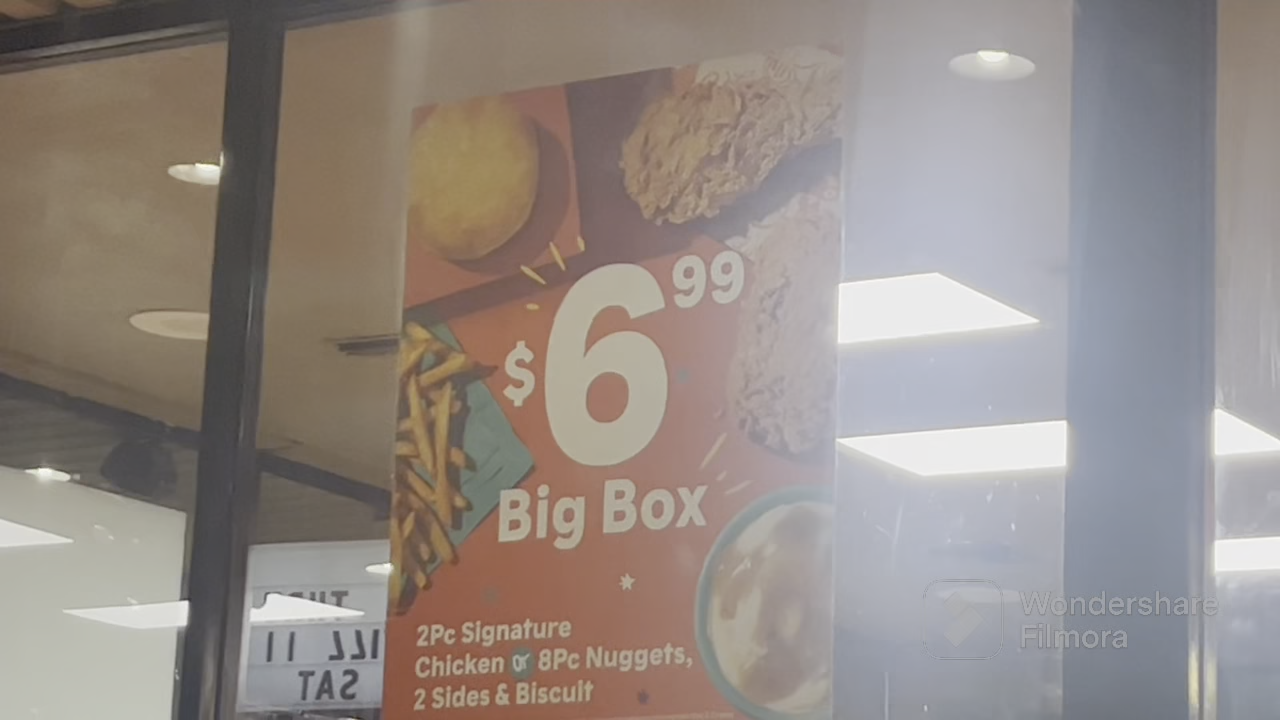 $6.99
Big Box
2Pc Signature
Chicken or 8Pc Nuggets,
2 Sides & Biscuit
SAT
Wondershare
Filmora